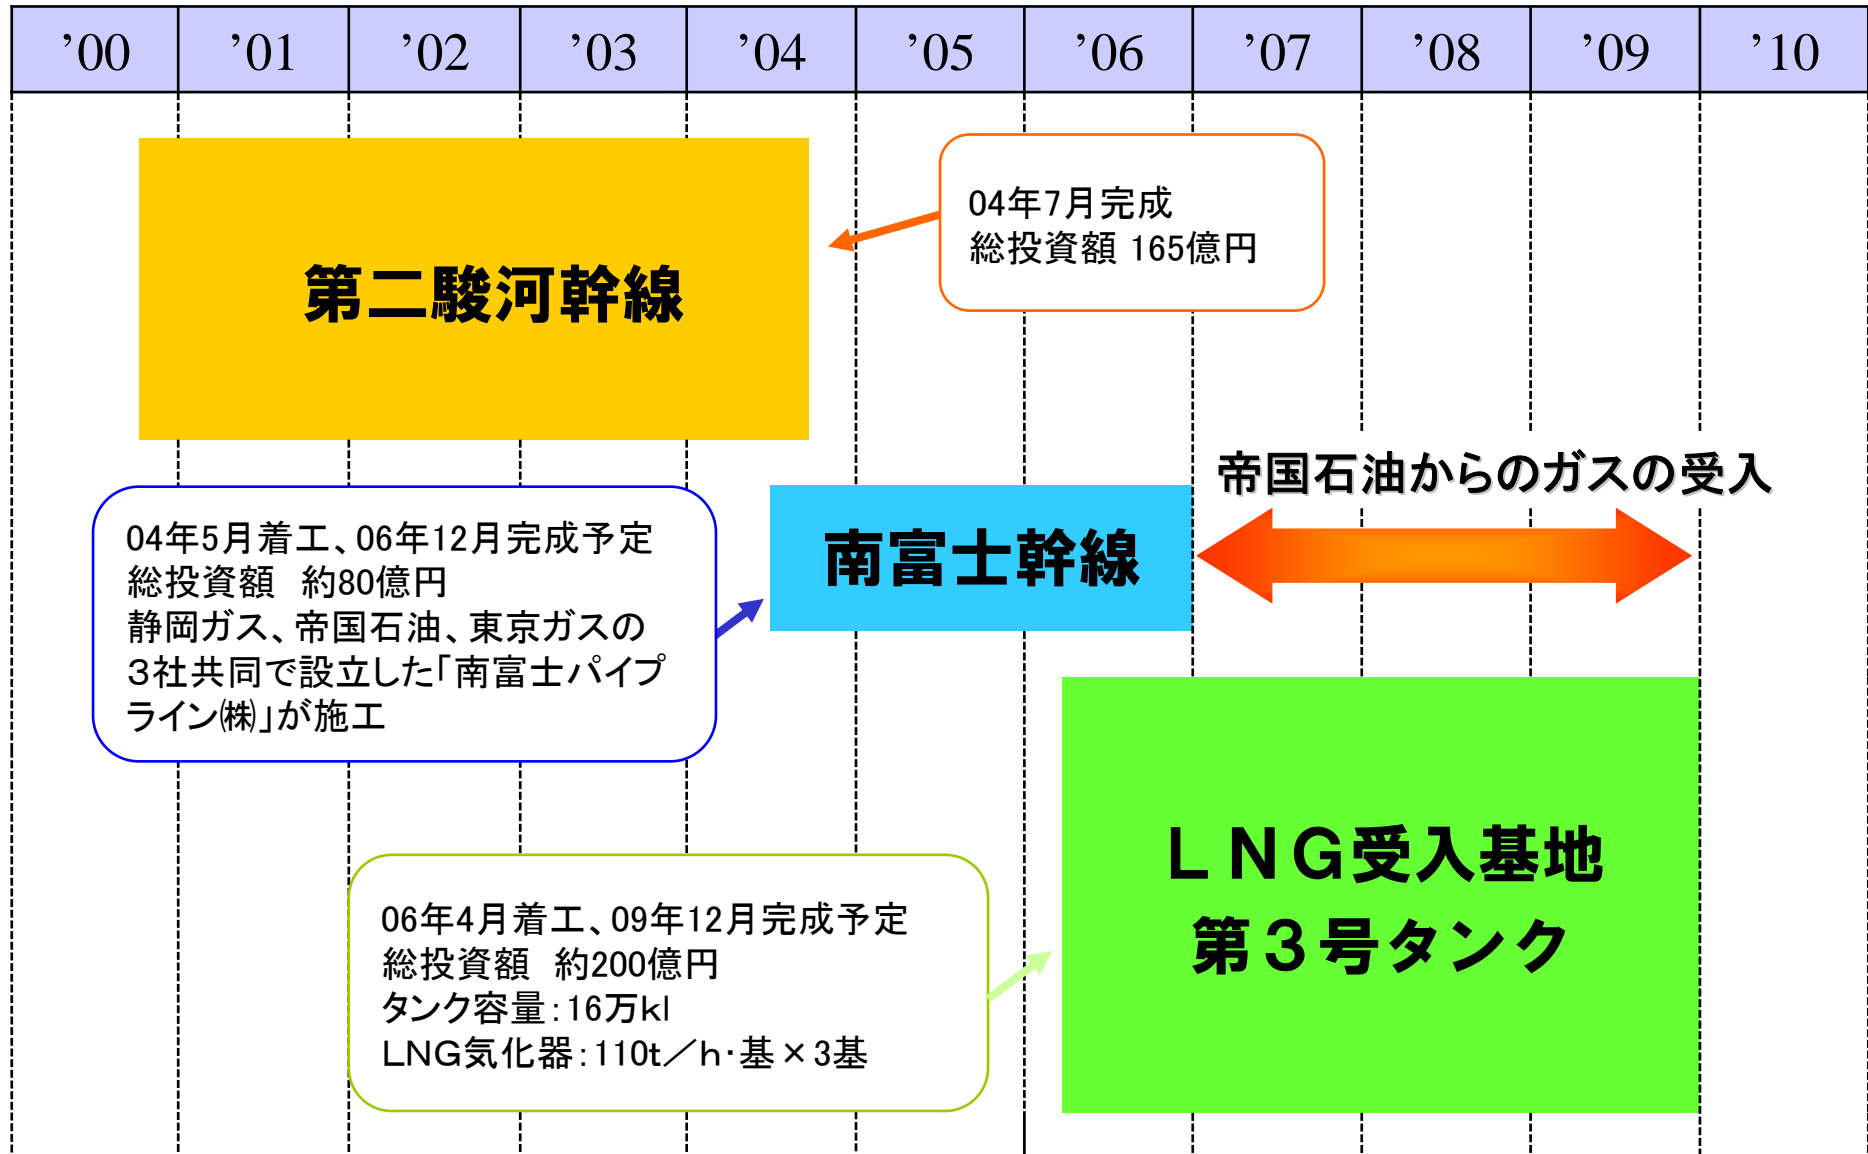 ’00 ’01 ’02 ’03 ’04 ’05 ’06 ’07 ’08 ’09 ’10
04年7月完成
総投資額 165億円
第二駿河幹線
帝国石油からのガスの受入
04年5月着工、06年12月完成予定
総投資額　約80億円
静岡ガス、帝国石油、東京ガスの
３社共同で設立した「南富士パイプ
ライン㈱」が施工
南富士幹線
ＬＮＧ受入基地
第３号タンク
06年4月着工、09年12月完成予定
総投資額　約200億円
タンク容量：16万ｋｌ
ＬＮＧ気化器：110t／ｈ・基×3基